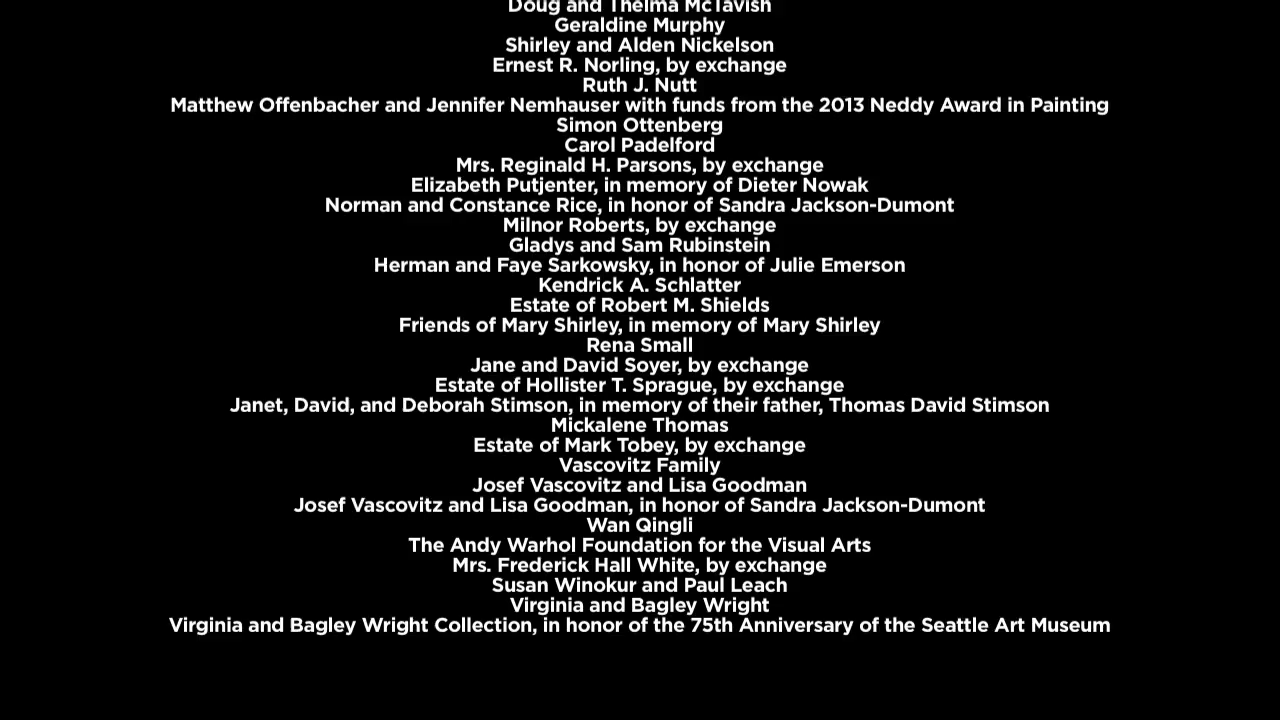 Doug and Thelma McTavish
Geraldine Murphy
Shirley and Alden Nickelson
Ernest R. Norling, by exchange
Ruth J. Nutt
Matthew Offenbacher and Jennifer Nemhauser with funds from the 2013 Neddy Award in Painting
Simon Ottenberg
Carol Padelford
Mrs. Reginald H. Parsons, by exchange
Elizabeth Putjenter, in memory of Dieter Nowak
Norman and Constance Rice, in honor of Sandra Jackson-Dumont
Milnor Roberts, by exchange
Gladys and Sam Rubinstein
Herman and Faye Sarkowsky, in honor of Julie Emerson
Kendrick A. Schlatter
Estate of Robert M. Shields
Friends of Mary Shirley, in memory of Mary Shirley
Rena Small
Jane and David Soyer, by exchange
Estate of Hollister T. Sprague, by exchange
Janet, David, and Deborah Stimson, in memory of their father, Thomas David Stimson
Mickalene Thomas
Estate of Mark Tobey, by exchange
Vascovitz Family
Josef Vascovitz and Lisa Goodman
Josef Vascovitz and Lisa Goodman, in honor of Sandra Jackson-Dumont
Wan Qingli
The Andy Warhol Foundation for the Visual Arts
Mrs. Frederick Hall White, by exchange
Susan Winokur and Paul Leach
Virginia and Bagley Wright
Virginia and Bagley Wright Collection, in honor of the 75th Anniversary of the Seattle Art Museum